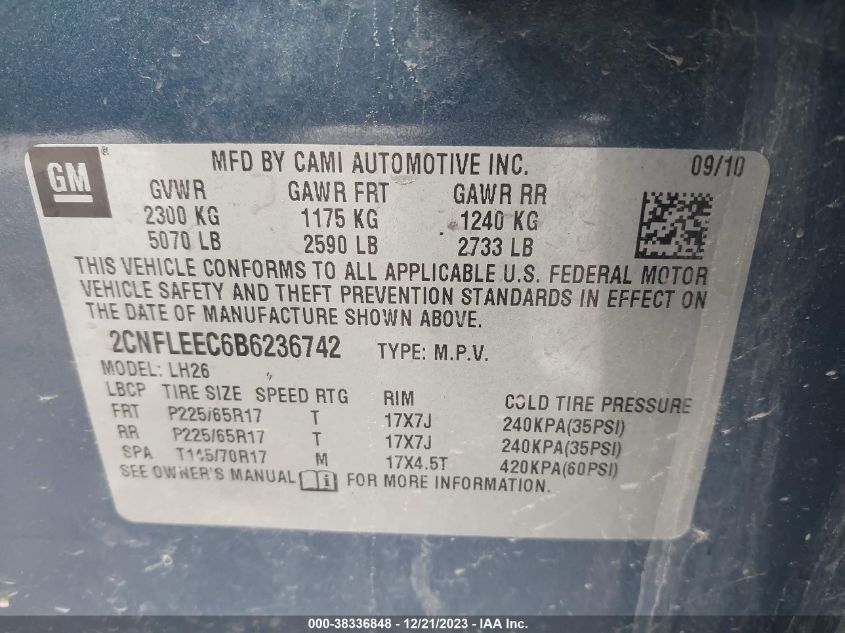 GM ®
MFD BY CAMI AUTOMOTIVE INC. 09/10
GVWR GAWR FRT GAWR RR
2300 KG 1175 KG 1240 KG
5070 LB 2590 LB 2733 LB
THIS VEHICLE CONFORMS TO ALL APPLICABLE U.S. FEDERAL MOTOR
VEHICLE SAFETY AND THEFT PREVENTION STANDARDS IN EFFECT ON
THE DATE OF MANUFACTURE SHOWN ABOVE.
2CNFLEEC6B6236742 TYPE: M.P.V.
MODEL: LH26
LBCP TIRE SIZE SPEED RTG RIM COLD TIRE PRESSURE
FRT P225/65R17 T 17X7J 240KPA(35PSI)
RR P225/65R17 T 17X7J 240KPA(35PSI)
SPA T145/70R17 M 17X4.5T 420KPA(60PSI)
SEE OWNER'S MANUAL FOR MORE INFORMATION.
000-38336848 - 12/21/2023 - IAA Inc.